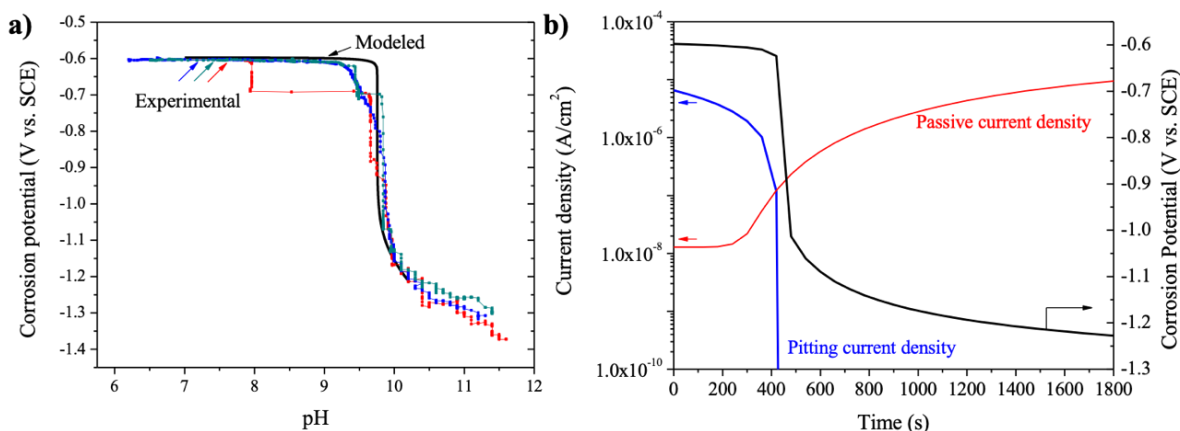 a)
Corrosion potential (V vs. SCE)
-0.5
-0.6
-0.7
-0.8
-0.9
-1.0
-1.1
-1.2
-1.3
-1.4
Modeled
Experimental
6 7 8 9 10 11 12
pH
b)
Current density (A/cm²)
1.0x10⁻⁴
1.0x10⁻⁶
1.0x10⁻⁸
1.0x10⁻¹⁰
Passive current density
Pitting current density
0 200 400 600 800 1000 1200 1400 1600 1800
Time (s)
-0.6
-0.7
-0.8
-0.9
-1.0
-1.1
-1.2
-1.3
Corrosion Potential (V vs. SCE)